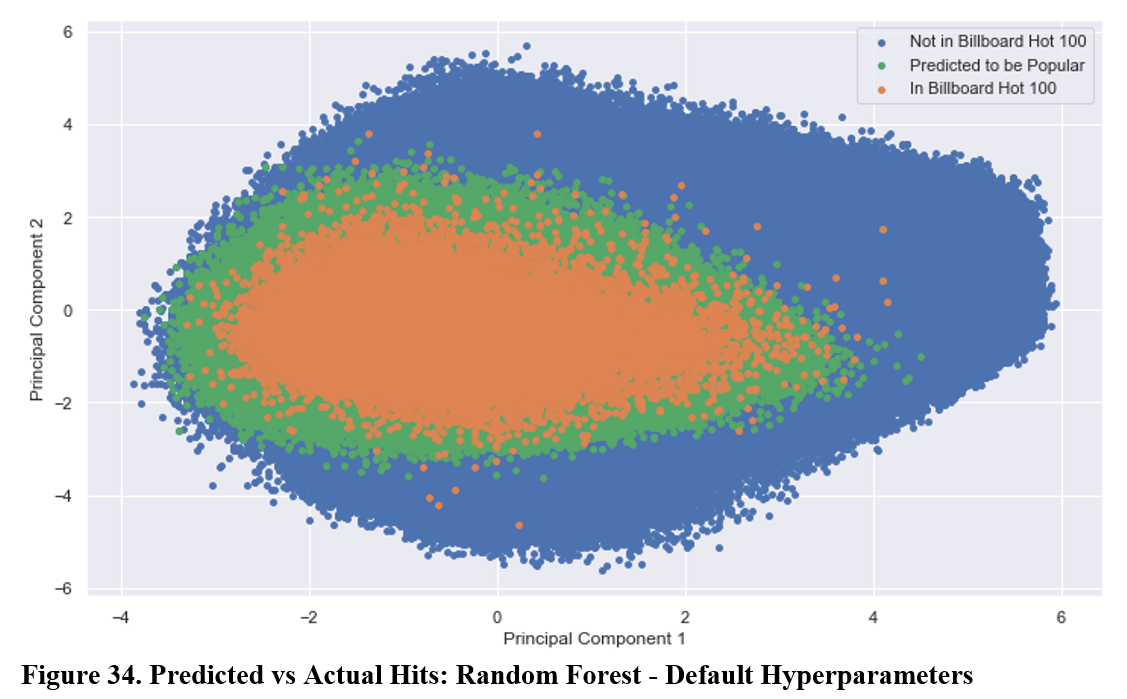 6
4
2
0
−2
−4
−6
Principal Component 2
Not in Billboard Hot 100
Predicted to be Popular
In Billboard Hot 100
−4 −2 0 2 4 6
Principal Component 1
Figure 34. Predicted vs Actual Hits: Random Forest - Default Hyperparameters